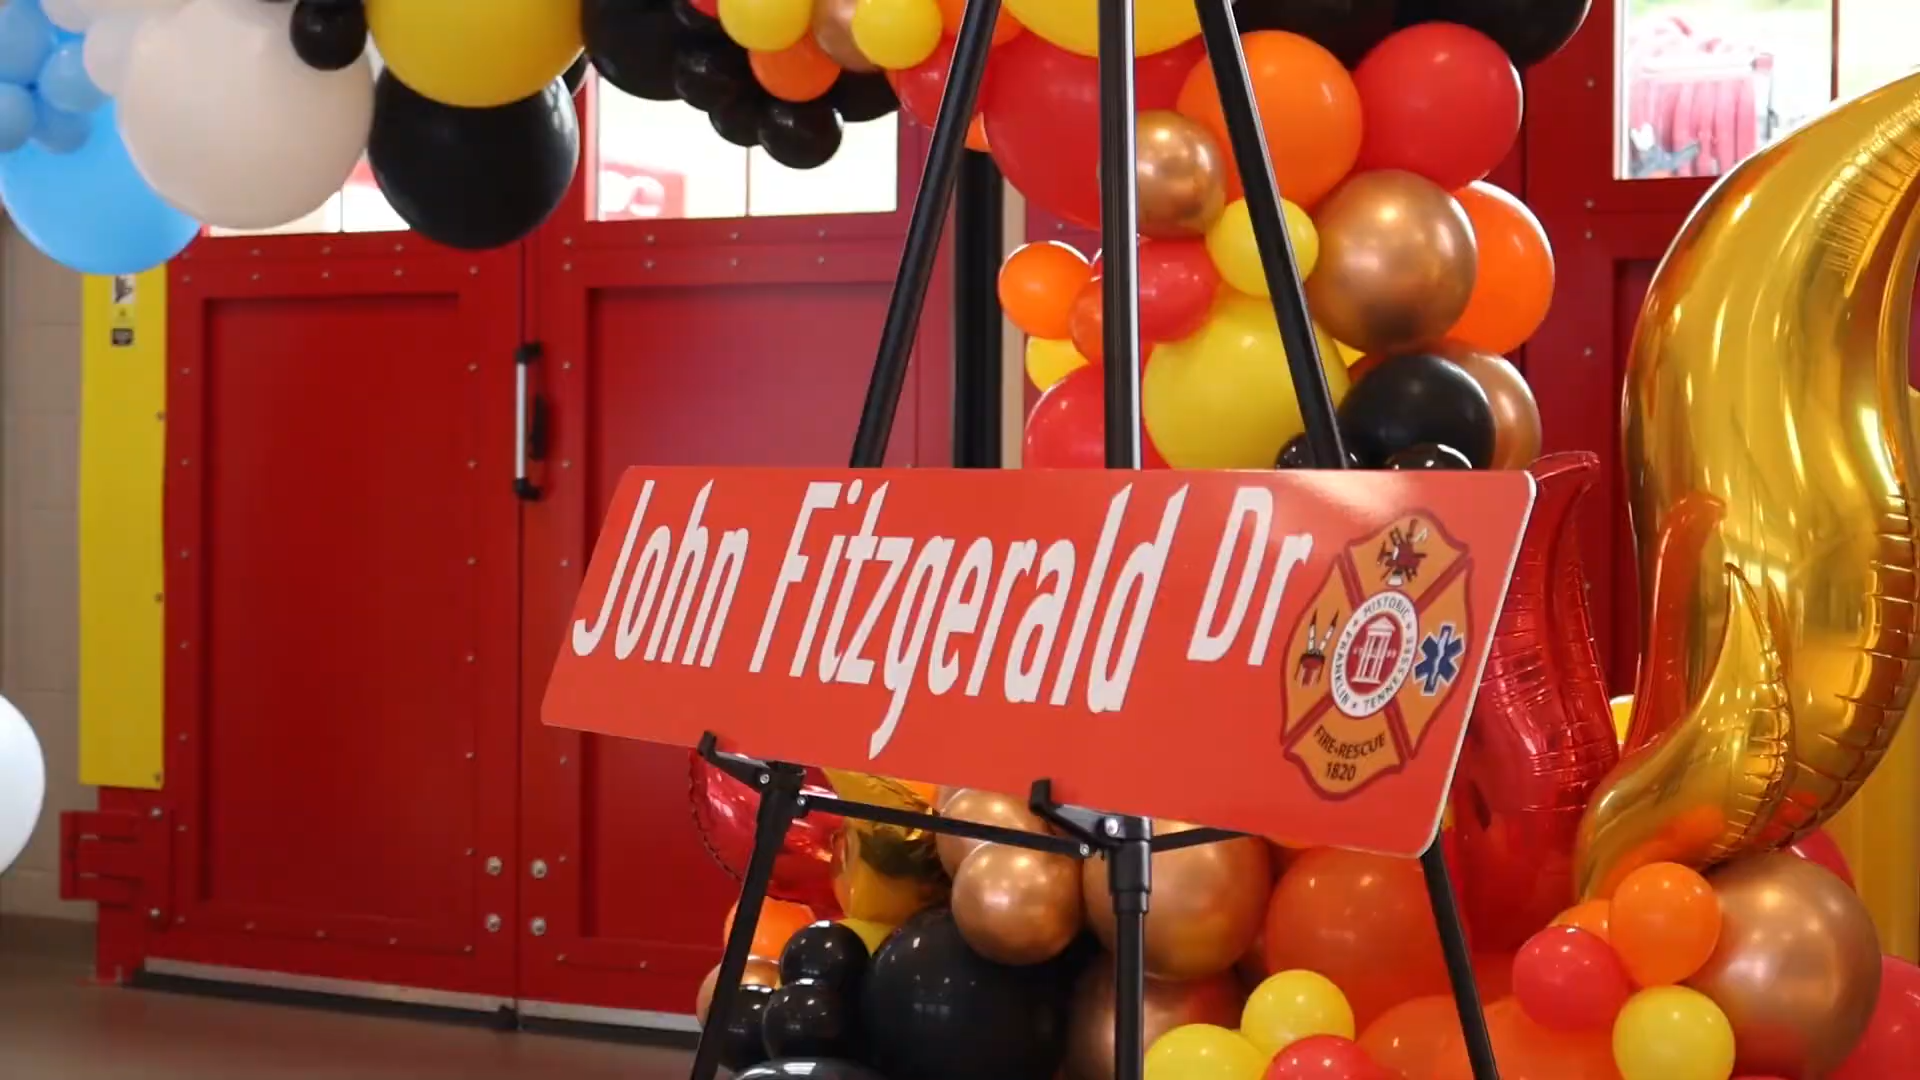 John Fitzgerald Dr
HISTORIC
FRANKLIN ★ TENNESSEE
FIRE-RESCUE
1820